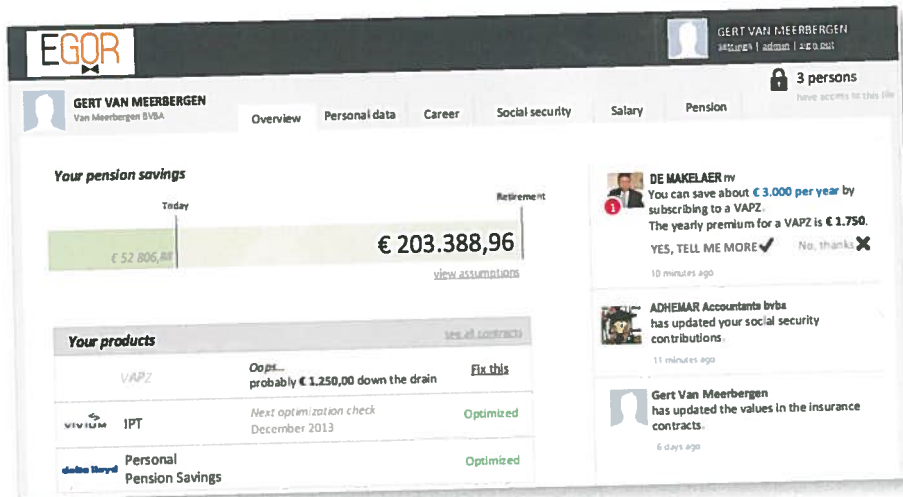 EGOR
GERT VAN MEERBERGEN
settings | admin | sign out
3 persons
have access to this file
GERT VAN MEERBERGEN
Van Meerbergen BVBA
Overview
Personal data
Career
Social security
Salary
Pension
Your pension savings
Today
Retirement
€ 52 806,88
€ 203.388,96
view assumptions
Your products
see all contracts
VAPZ
Oops...
probably € 1.250,00 down the drain
Fix this
VIVIUM
IPT
Next optimization check
December 2013
Optimized
delta lloyd
Personal
Pension Savings
Optimized
1
DE MAKELAER nv
You can save about € 3.000 per year by
subscribing to a VAPZ.
The yearly premium for a VAPZ is € 1.750.
YES, TELL ME MORE
No, thanks
10 minutes ago
ADHEMAR Accountants bvba
has updated your social security
contributions.
11 minutes ago
Gert Van Meerbergen
has updated the values in the insurance
contracts.
6 days ago